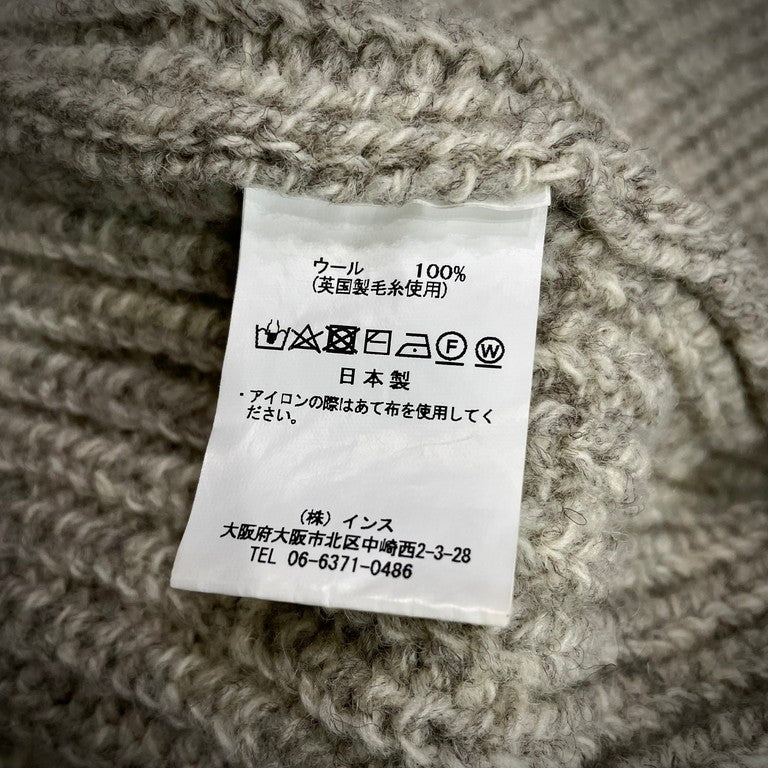 ウール 100%
(英国製毛糸使用)
F W
日本製
・アイロンの際はあて布を使用してく
ださい。
(株) インス
大阪府大阪市北区中崎西2-3-28
TEL 06-6371-0486